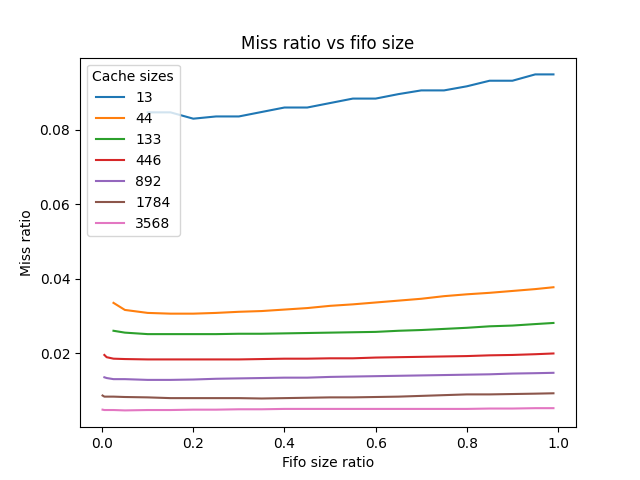 Miss ratio vs fifo size
Cache sizes
13
44
133
446
892
1784
3568
0.08
0.06
0.04
0.02
Miss ratio
0.0 0.2 0.4 0.6 0.8 1.0
Fifo size ratio